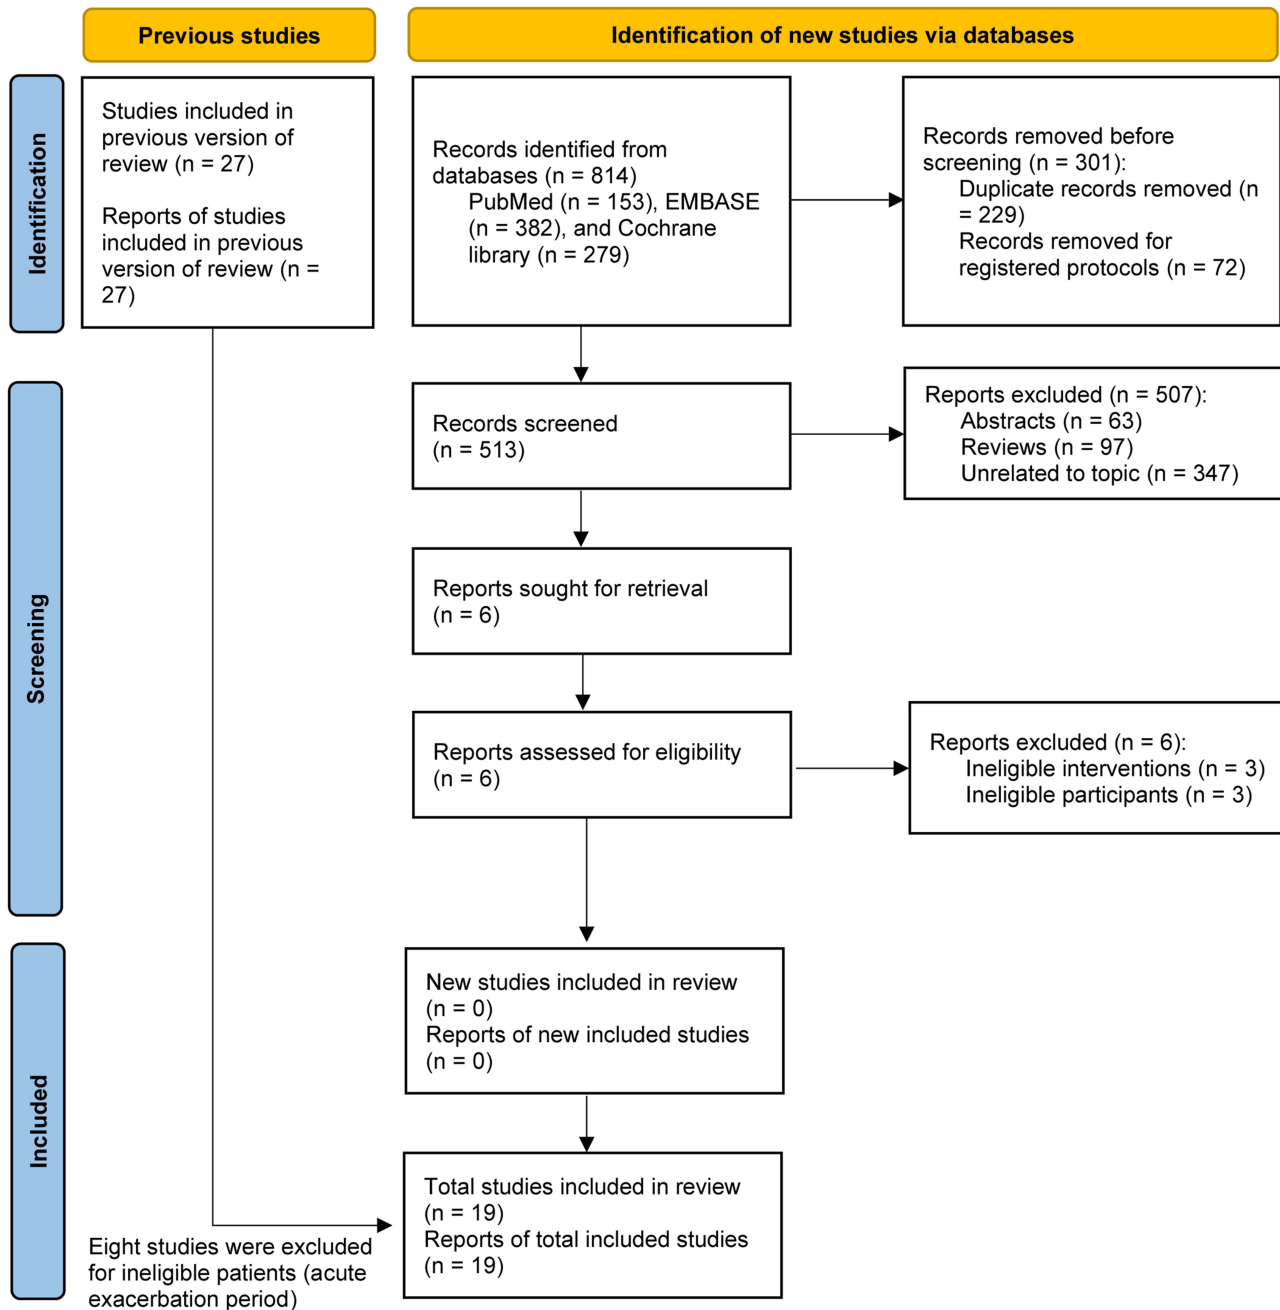 Previous studies
Identification of new studies via databases
Identification
Studies included in
previous version of
review (n = 27)
Reports of studies
included in previous
version of review (n =
27)
Records identified from
databases (n = 814)
PubMed (n = 153), EMBASE
(n = 382), and Cochrane
library (n = 279)
Records removed before
screening (n = 301):
Duplicate records removed (n
= 229)
Records removed for
registered protocols (n = 72)
Screening
Records screened
(n = 513)
Reports excluded (n = 507):
Abstracts (n = 63)
Reviews (n = 97)
Unrelated to topic (n = 347)
Reports sought for retrieval
(n = 6)
Reports assessed for eligibility
(n = 6)
Reports excluded (n = 6):
Ineligible interventions (n = 3)
Ineligible participants (n = 3)
Included
New studies included in review
(n = 0)
Reports of new included studies
(n = 0)
Total studies included in review
(n = 19)
Reports of total included studies
(n = 19)
Eight studies were excluded
for ineligible patients (acute
exacerbation period)